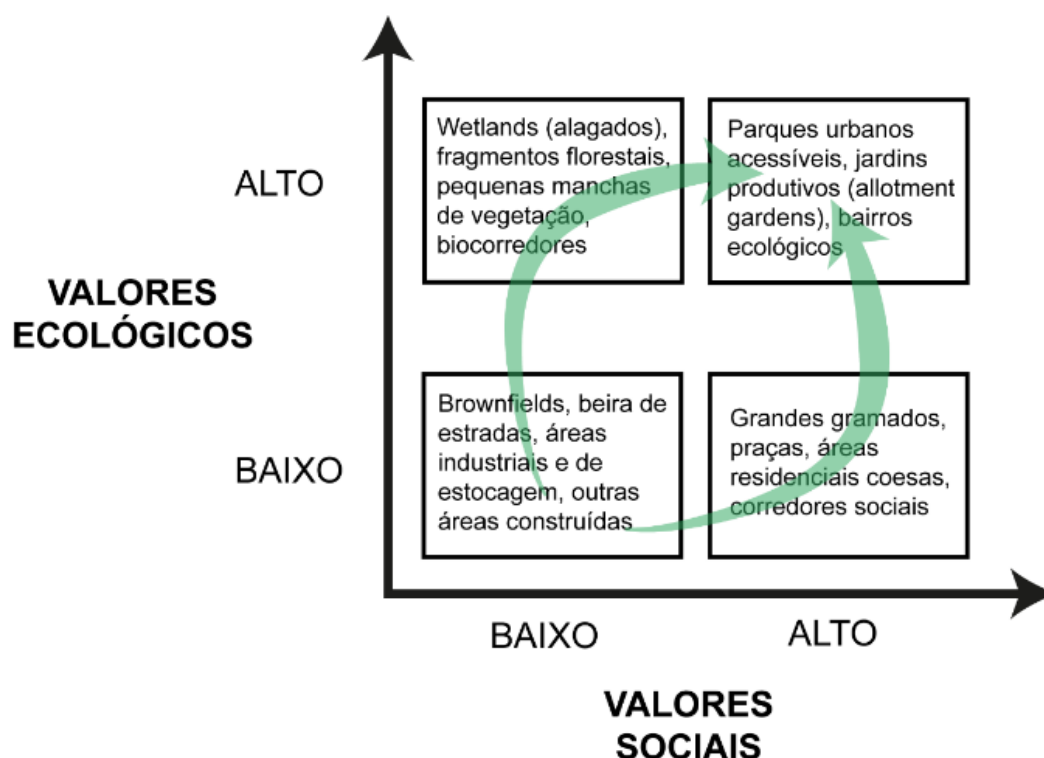 ALTO
VALORES
ECOLÓGICOS
BAIXO
Wetlands (alagados),
fragmentos florestais,
pequenas manchas
de vegetação,
biocorredores
Parques urbanos
acessíveis, jardins
produtivos (allotment
gardens), bairros
ecológicos
Brownfields, beira de
estradas, áreas
industriais e de
estocagem, outras
áreas construídas
Grandes gramados,
praças, áreas
residenciais coesas,
corredores sociais
BAIXO
ALTO
VALORES
SOCIAIS